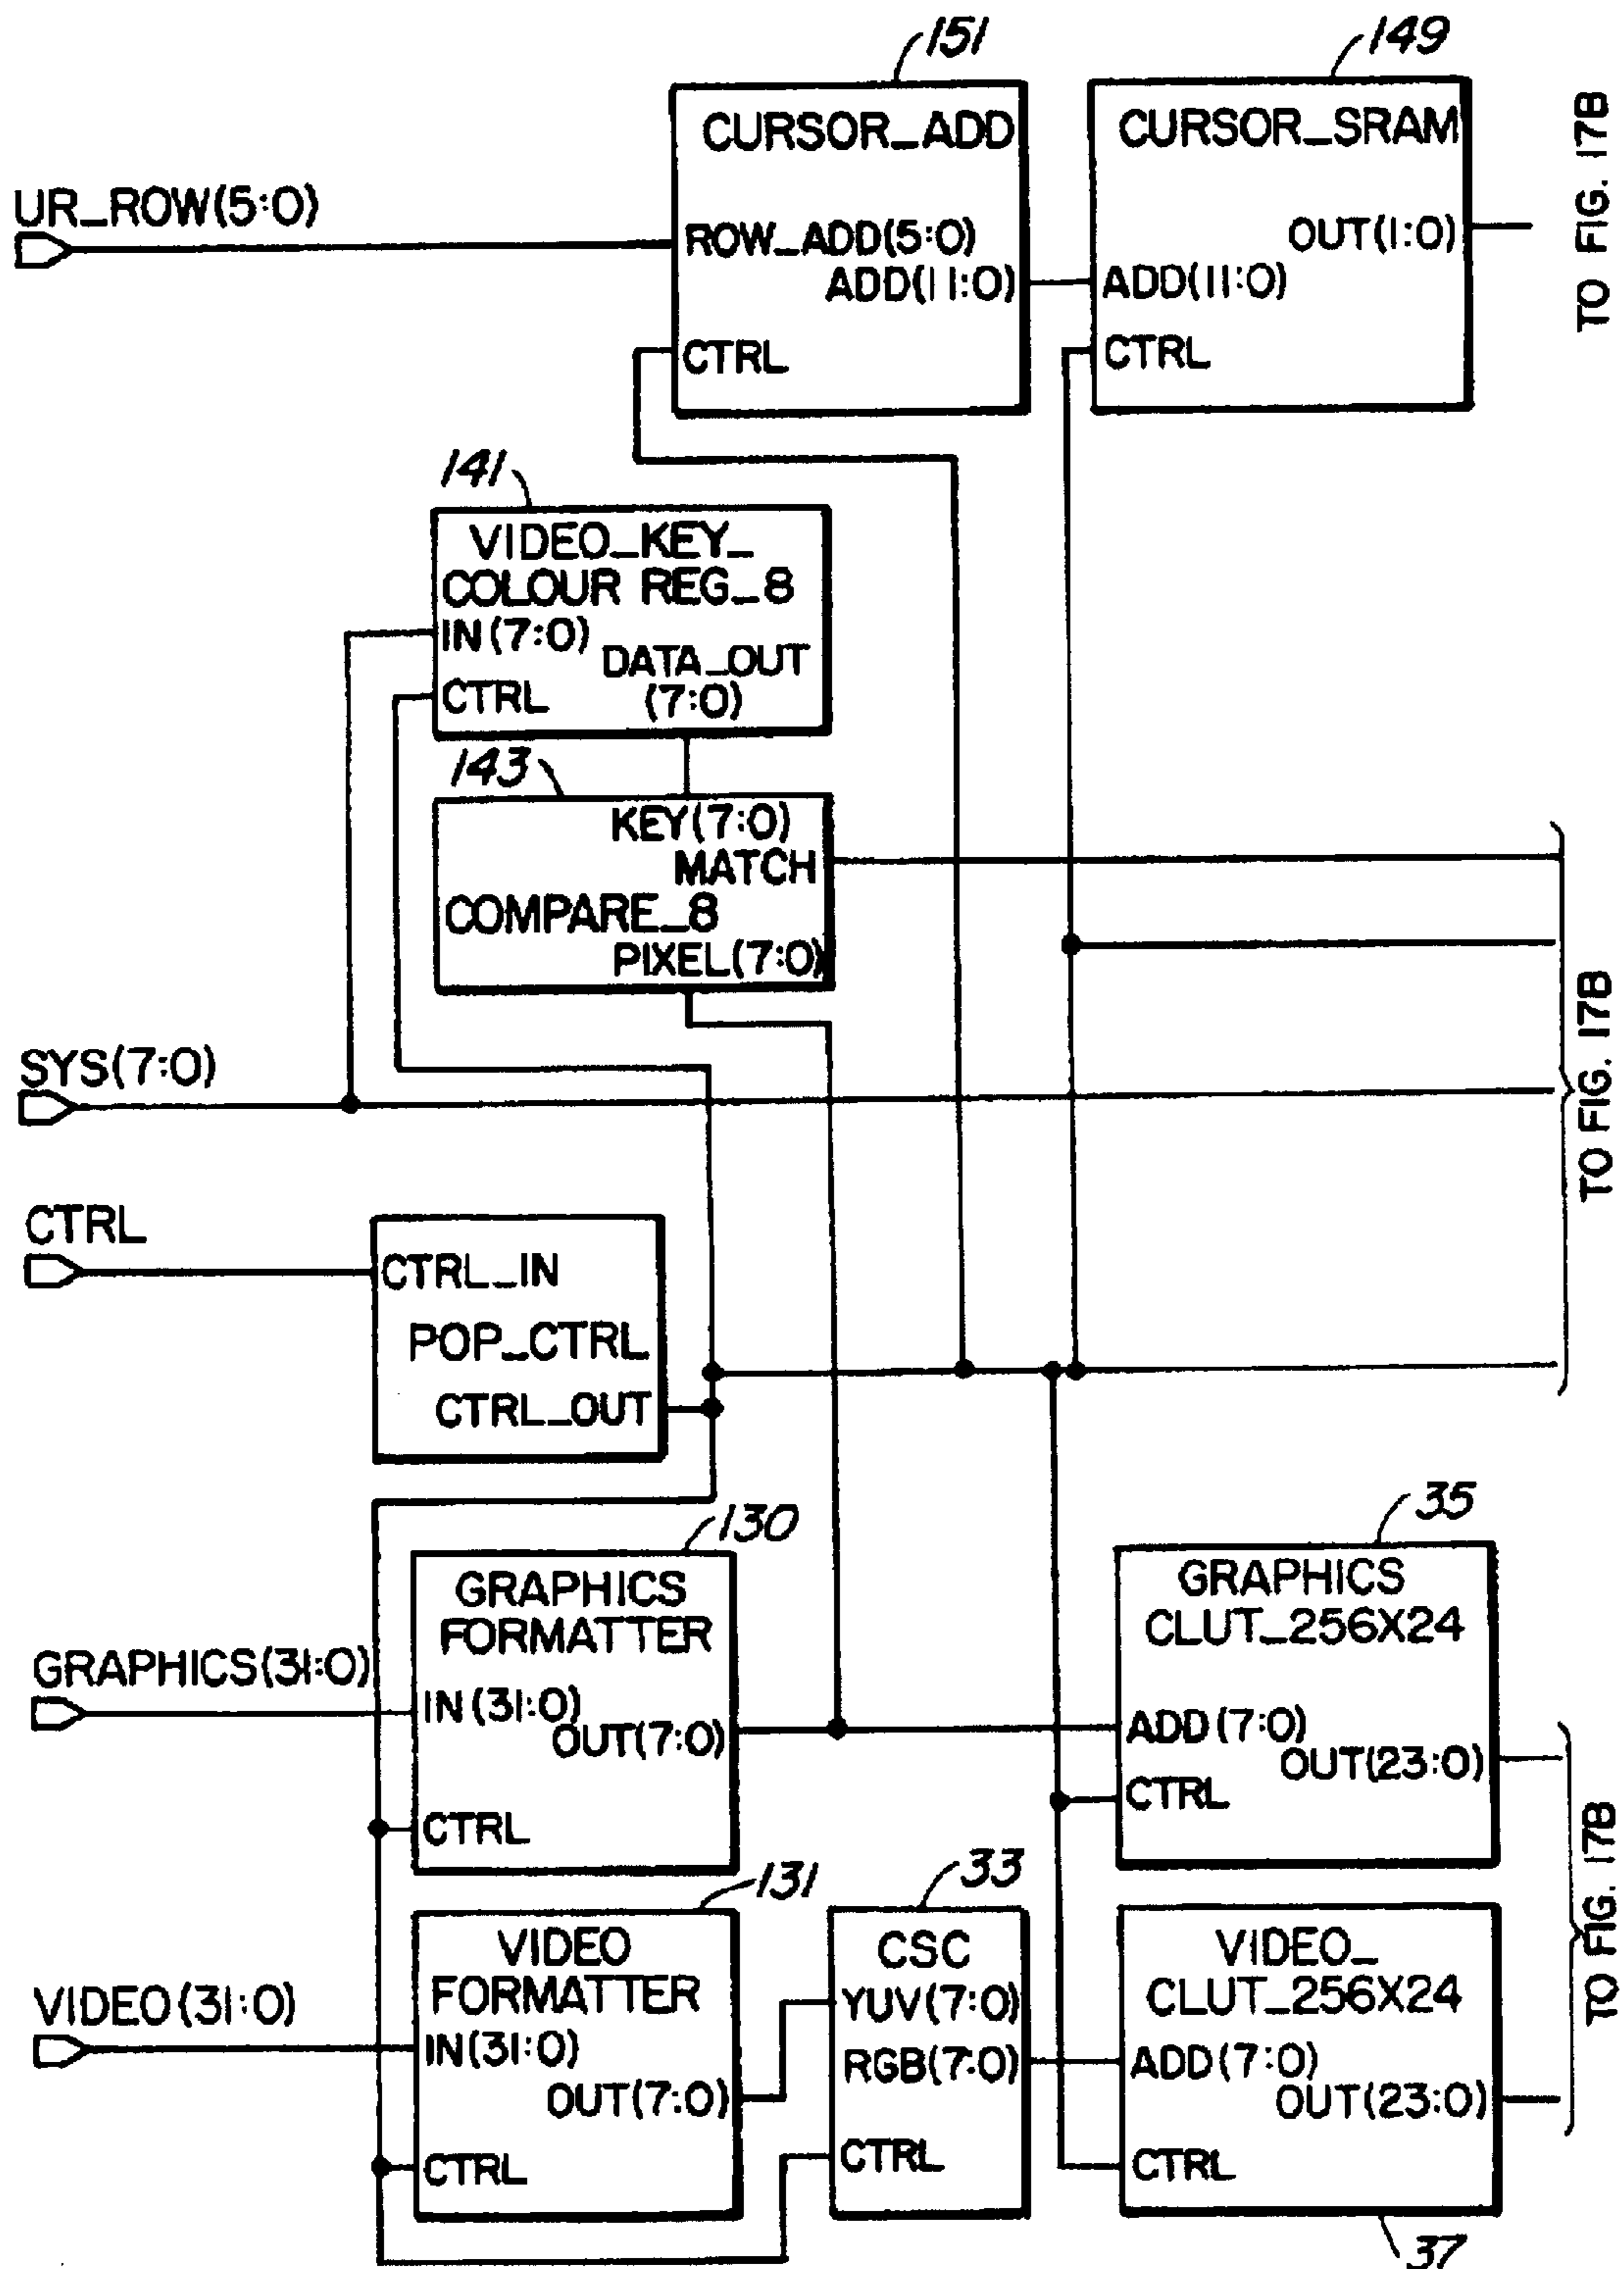 151
149
CURSOR_ADD
CURSOR_SRAM
TO FIG. 17B
UR_ROW(5:0)
ROW_ADD(5:0)
OUT(1:0)
ADD(11:0)
ADD(11:0)
CTRL
CTRL
141
VIDEO_KEY_
COLOUR REG_8
IN(7:0)
DATA_OUT
(7:0)
CTRL
143
KEY(7:0)
MATCH
COMPARE_8
PIXEL(7:0)
SYS(7:0)
TO FIG. 17B
CTRL
CTRL_IN
POP_CTRL
CTRL_OUT
130
35
GRAPHICS
FORMATTER
GRAPHICS
CLUT_256X24
GRAPHICS(31:0)
IN(31:0)
OUT(7:0)
ADD(7:0)
OUT(23:0)
CTRL
CTRL
TO FIG. 17B
131
33
VIDEO
FORMATTER
CSC
VIDEO_
CLUT_256X24
VIDEO(31:0)
IN(31:0)
OUT(7:0)
YUV(7:0)
RGB(7:0)
ADD(7:0)
OUT(23:0)
CTRL
CTRL
CTRL
37